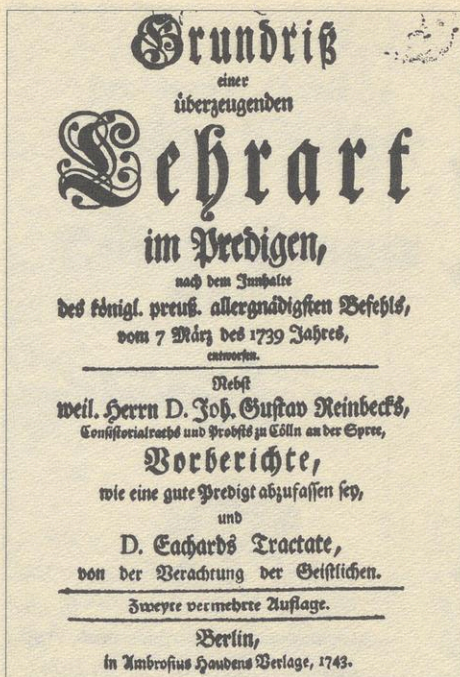 Grundriß
einer
überzeugenden
Lehrart
im Predigen,
nach dem Innhalte
des königl. preuß. allergnädigsten Befehls,
vom 7 März des 1739 Jahres,
entworfen.
Nebst
weil. Herrn D. Joh. Gustav Reinbecks,
Consistorialraths und Probsts zu Cölln an der Spree,
Vorberichte,
wie eine gute Predigt abzufassen sey,
und
D. Eachards Tractate,
von der Verachtung der Geistlichen.
Zweyte vermehrte Auflage.
Berlin,
in Ambrosius Haudens Verlage, 1743.